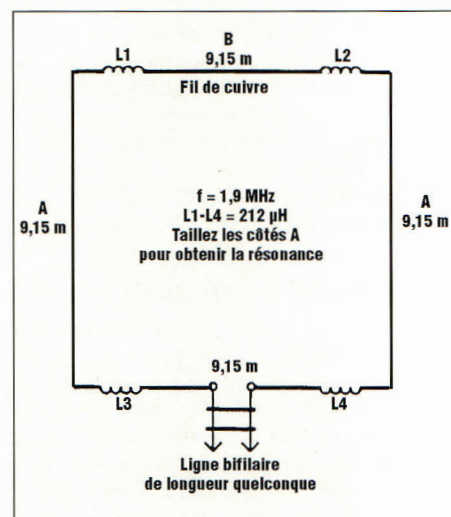 B
L1
9,15 m
L2
Fil de cuivre
A
9,15 m
f = 1,9 MHz
L1-L4 = 212 µH
Taillez les côtés A
pour obtenir la résonance
A
9,15 m
9,15 m
L3
L4
Ligne bifilaire
de longueur quelconque